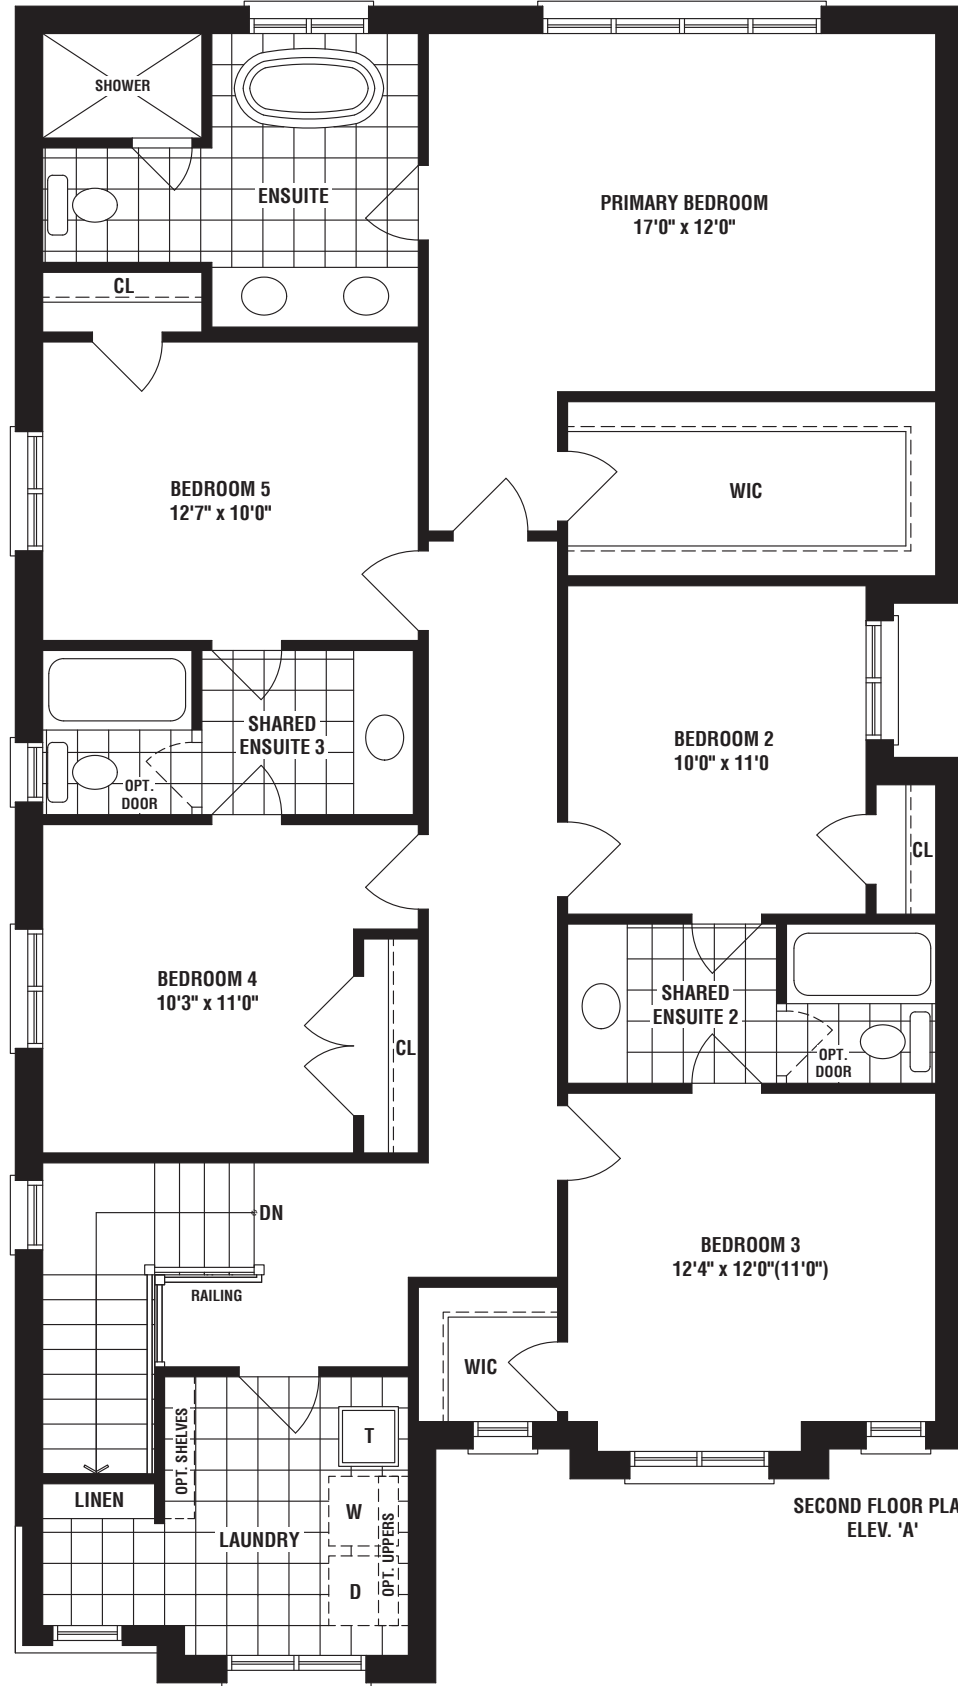 SHOWER
ENSUITE
PRIMARY BEDROOM
17'0" x 12'0"
CL
BEDROOM 5
12'7" x 10'0"
WIC
SHARED
ENSUITE 3
OPT.
DOOR
BEDROOM 2
10'0" x 11'0
CL
BEDROOM 4
10'3" x 11'0"
CL
SHARED
ENSUITE 2
OPT.
DOOR
DN
RAILING
BEDROOM 3
12'4" x 12'0"(11'0")
WIC
OPT. SHELVES
T
LINEN
W
LAUNDRY
OPT. UPPERS
D
SECOND FLOOR PLA
ELEV. 'A'